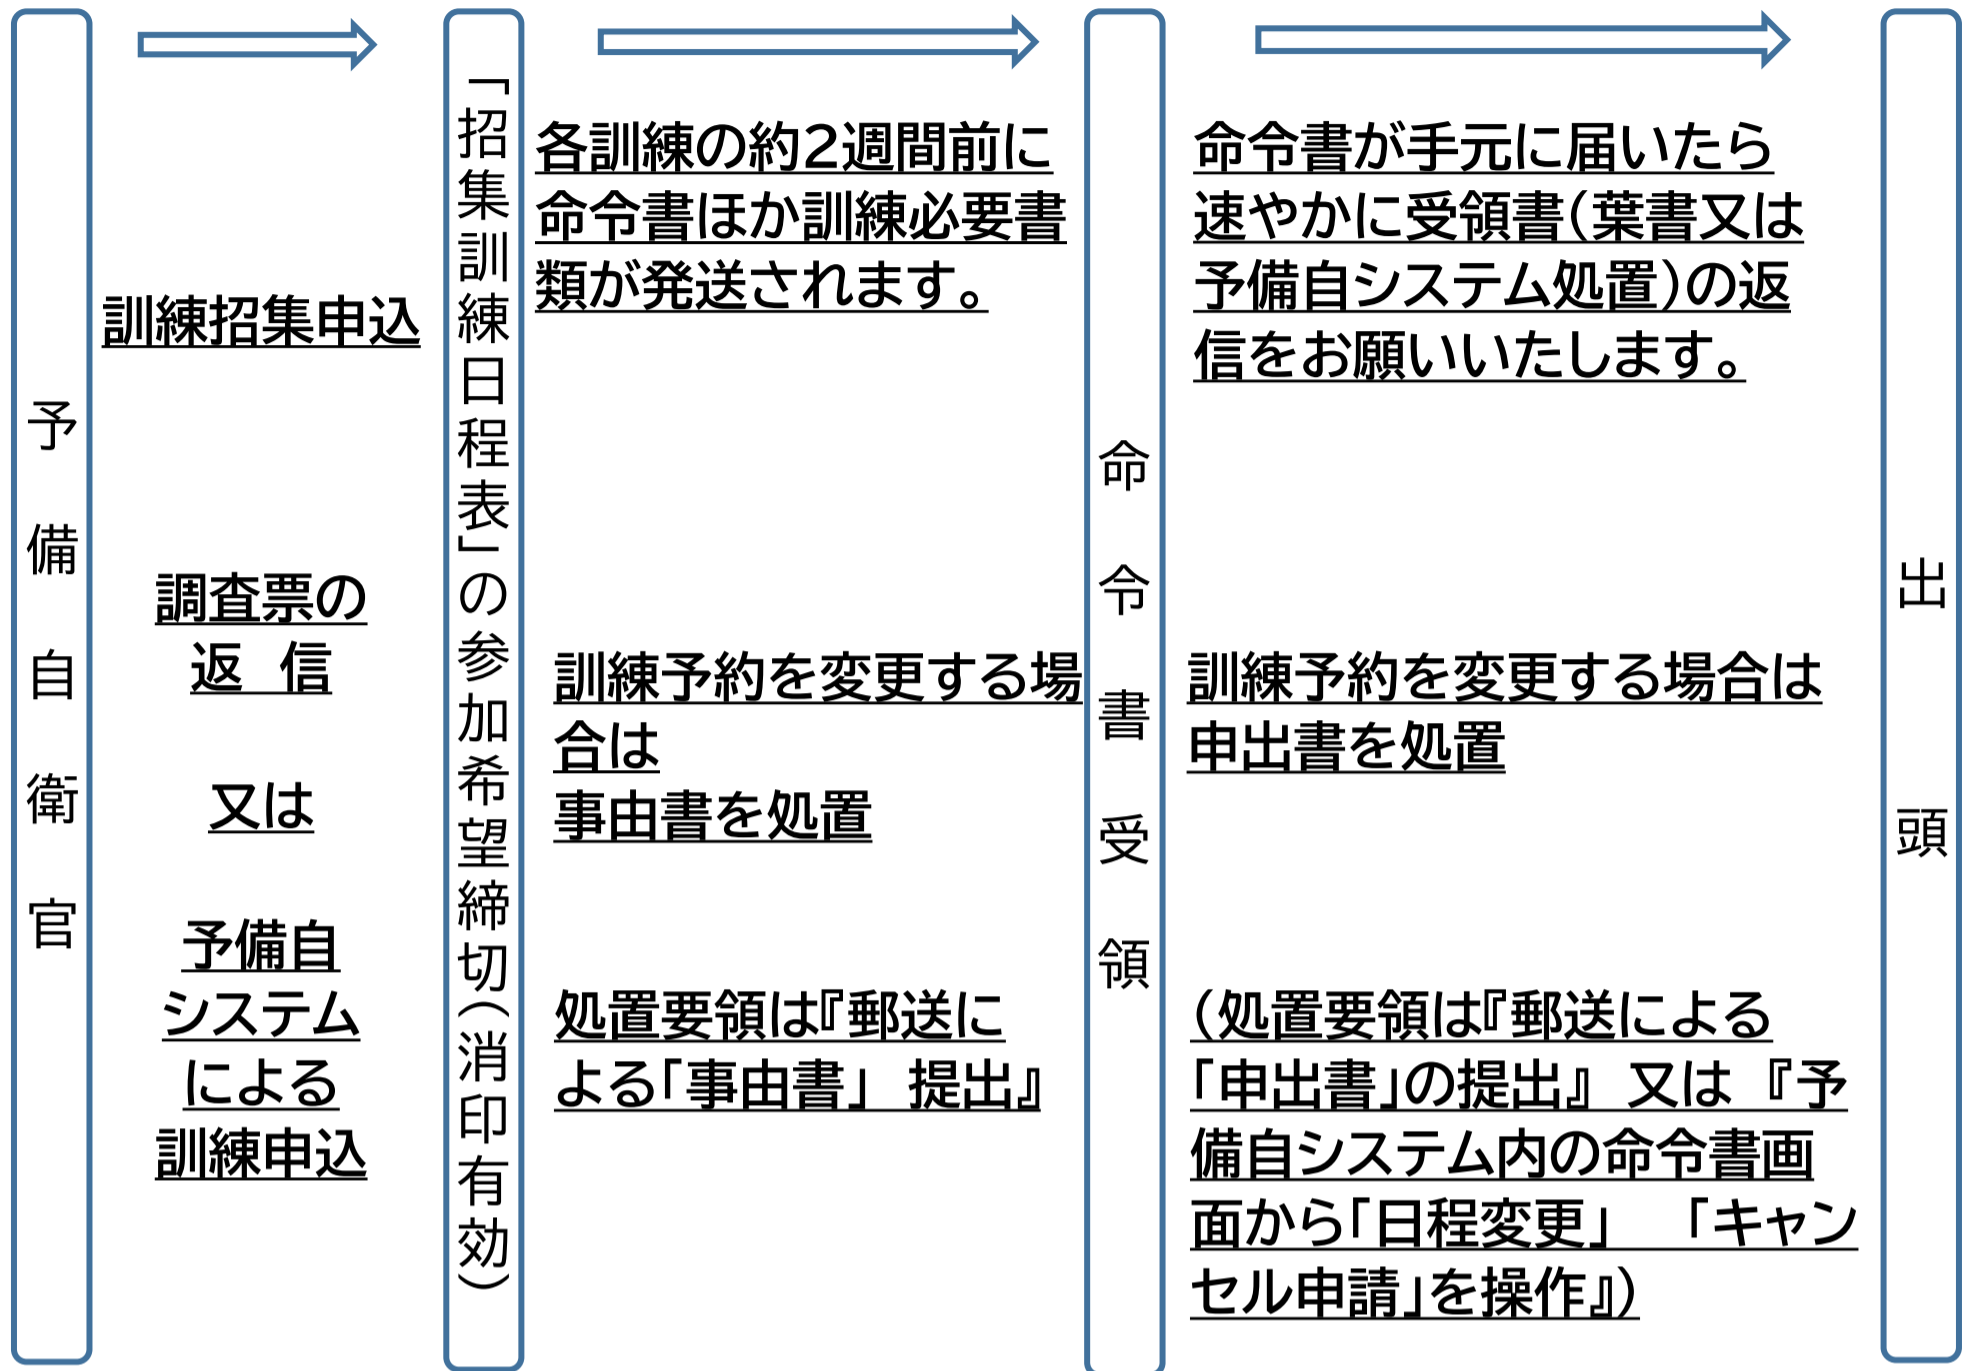 予備自衛官
訓練招集申込
調査票の
返　信
又は
予備自
システム
による
訓練申込
「招集訓練日程表」の参加希望締切（消印有効）
各訓練の約2週間前に
命令書ほか訓練必要書
類が発送されます。
訓練予約を変更する場
合は
事由書を処置
処置要領は『郵送に
よる「事由書」　提出』
命令書受領
命令書が手元に届いたら
速やかに受領書（葉書又は
予備自システム処置）の返
信をお願いいたします。
訓練予約を変更する場合は
申出書を処置
（処置要領は『郵送による
「申出書」の提出』　又は　『予
備自システム内の命令書画
面から「日程変更」　「キャン
セル申請」を操作』）
出頭